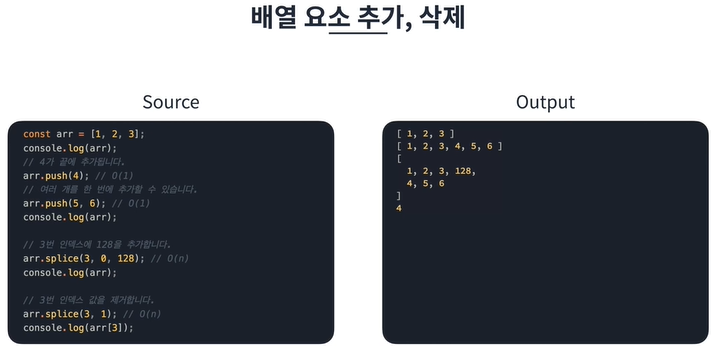 배열 요소 추가, 삭제
Source
const arr = [1, 2, 3];
console.log(arr);
// 4가 끝에 추가됩니다.
arr.push(4); // O(1)
// 여러 개를 한 번에 추가할 수 있습니다.
arr.push(5, 6); // O(1)
console.log(arr);
// 3번 인덱스에 128을 추가합니다.
arr.splice(3, 0, 128); // O(n)
console.log(arr);
// 3번 인덱스 값을 제거합니다.
arr.splice(3, 1); // O(n)
console.log(arr[3]);
Output
[ 1, 2, 3 ]
[ 1, 2, 3, 4, 5, 6 ]
[
1, 2, 3, 128,
4, 5, 6
]
4